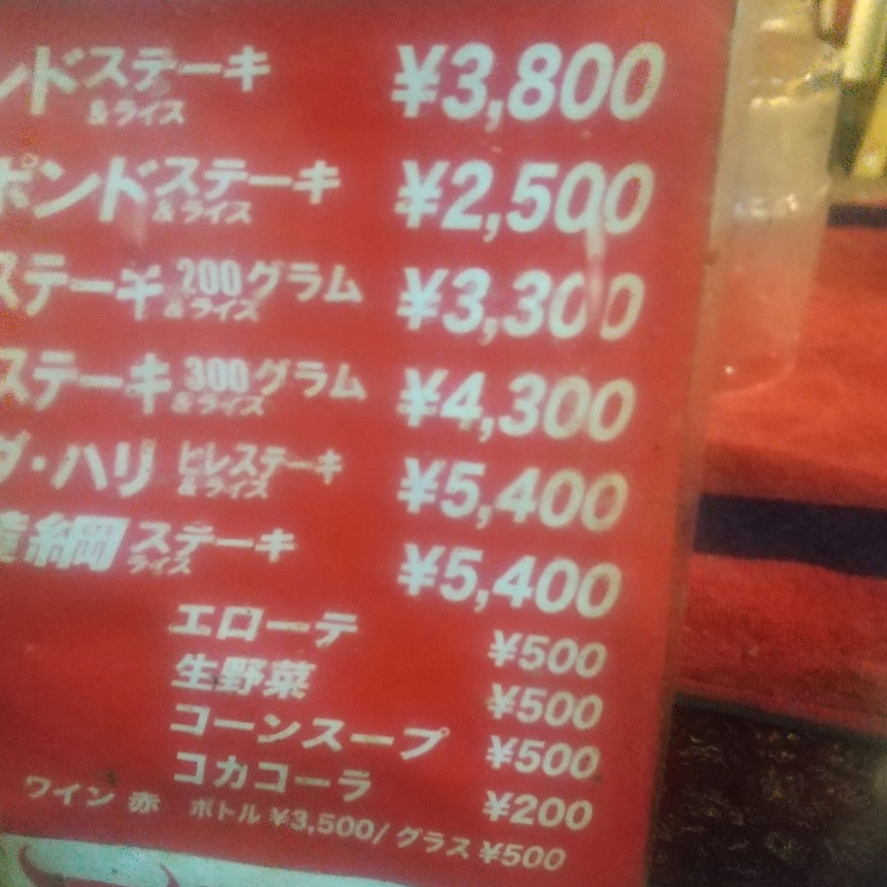 ンドステーキ &ライス ¥3,800
ポンドステーキ &ライス ¥2,500
ステーキ 200グラム &ライス ¥3,300
ステーキ 300グラム &ライス ¥4,300
グ・ハリ ヒレステーキ &ライス ¥5,400
綱 ステーキ ライス ¥5,400
エローテ ¥500
生野菜 ¥500
コーンスープ ¥500
コカコーラ ¥200
ワイン 赤 ボトル ¥3,500/ グラス ¥500